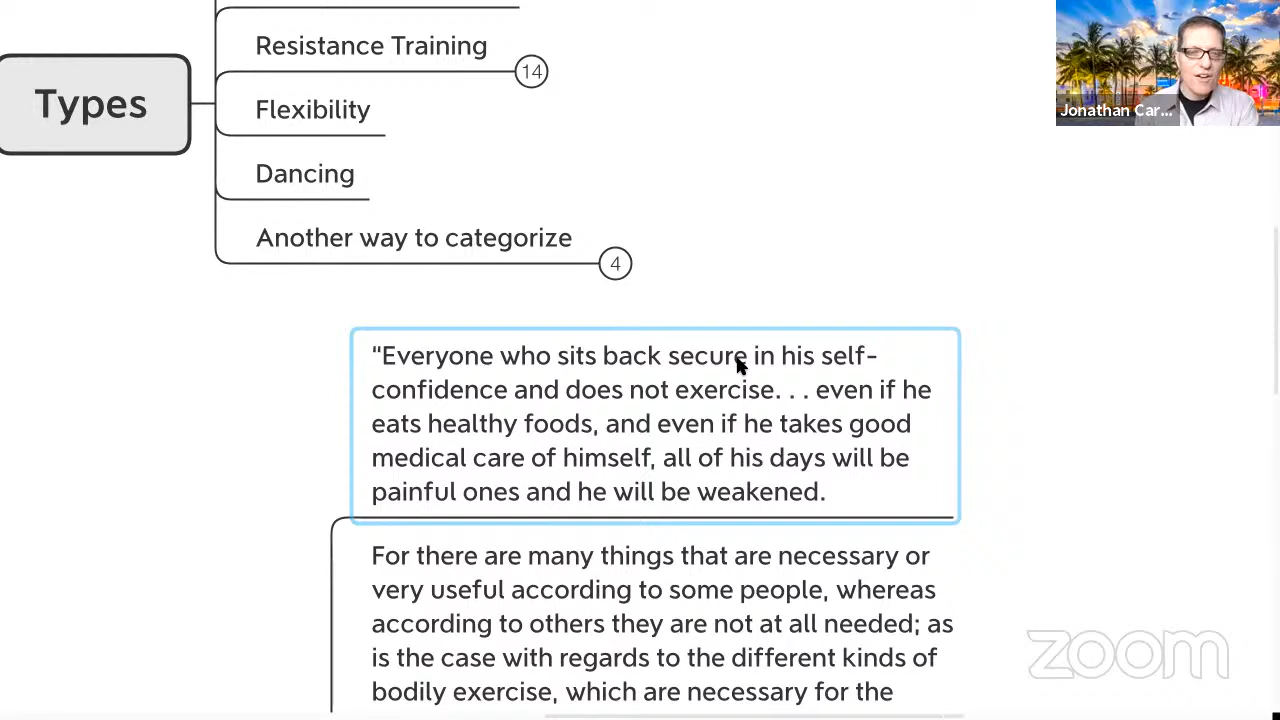 Resistance Training
14
Types
Flexibility
Dancing
Another way to categorize
4
"Everyone who sits back secure in his self-
confidence and does not exercise. . . even if he
eats healthy foods, and even if he takes good
medical care of himself, all of his days will be
painful ones and he will be weakened.
For there are many things that are necessary or
very useful according to some people, whereas
according to others they are not at all needed; as
is the case with regards to the different kinds of
bodily exercise, which are necessary for the
Jonathan Car...
zoom